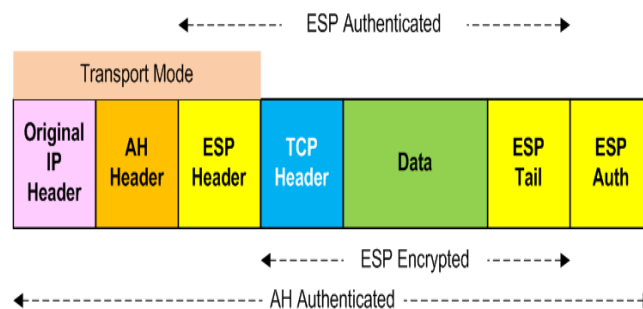 ESP Authenticated
Transport Mode
Original
IP
Header
AH
Header
ESP
Header
TCP
Header
Data
ESP
Tail
ESP
Auth
ESP Encrypted
AH Authenticated